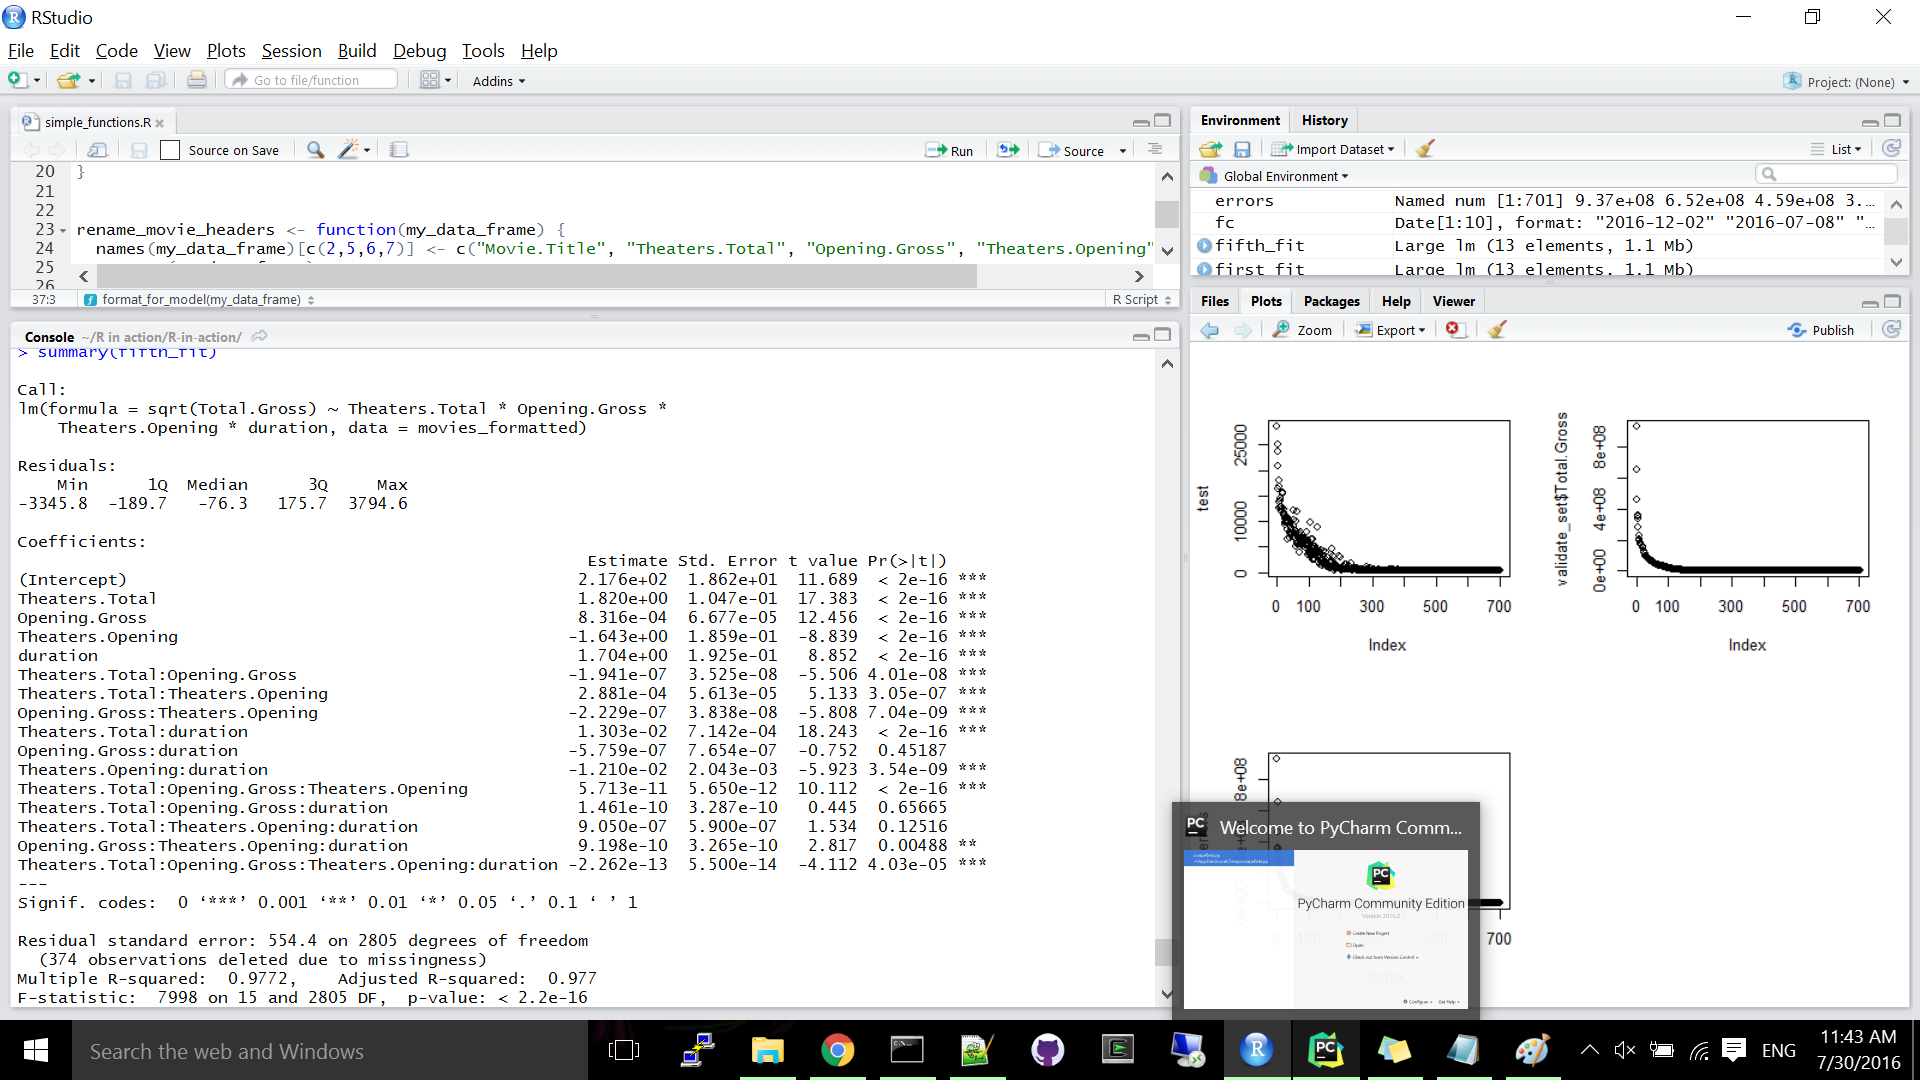 RStudio
File Edit Code View Plots Session Build Debug Tools Help
Go to file/function Addins Project: (None)
simple_functions.R
Source on Save Run Source
20 }
21
22
23 rename_movie_headers <- function(my_data_frame) {
24 names(my_data_frame)[c(2,5,6,7)] <- c("Movie.Title", "Theaters.Total", "Opening.Gross", "Theaters.Opening"
25
26
37:3 format_for_model(my_data_frame) R Script
Console ~/R in action/R-in-action/
> summary(fifth_fit)
Call:
lm(formula = sqrt(Total.Gross) ~ Theaters.Total * Opening.Gross *
Theaters.Opening * duration, data = movies_formatted)
Residuals:
Min 1Q Median 3Q Max
-3345.8 -189.7 -76.3 175.7 3794.6
Coefficients:
Estimate Std. Error t value Pr(>|t|)
(Intercept) 2.176e+02 1.862e+01 11.689 < 2e-16 ***
Theaters.Total 1.820e+00 1.047e-01 17.383 < 2e-16 ***
Opening.Gross 8.316e-04 6.677e-05 12.456 < 2e-16 ***
Theaters.Opening -1.643e+00 1.859e-01 -8.839 < 2e-16 ***
duration 1.704e+00 1.925e-01 8.852 < 2e-16 ***
Theaters.Total:Opening.Gross -1.941e-07 3.525e-08 -5.506 4.01e-08 ***
Theaters.Total:Theaters.Opening 2.881e-04 5.613e-05 5.133 3.05e-07 ***
Opening.Gross:Theaters.Opening -2.229e-07 3.838e-08 -5.808 7.04e-09 ***
Theaters.Total:duration 1.303e-02 7.142e-04 18.243 < 2e-16 ***
Opening.Gross:duration -5.759e-07 7.654e-07 -0.752 0.45187
Theaters.Opening:duration -1.210e-02 2.043e-03 -5.923 3.54e-09 ***
Theaters.Total:Opening.Gross:Theaters.Opening 5.713e-11 5.650e-12 10.112 < 2e-16 ***
Theaters.Total:Opening.Gross:duration 1.461e-10 3.287e-10 0.445 0.65665
Theaters.Total:Theaters.Opening:duration 9.050e-07 5.900e-07 1.534 0.12516
Opening.Gross:Theaters.Opening:duration 9.198e-10 3.265e-10 2.817 0.00488 **
Theaters.Total:Opening.Gross:Theaters.Opening:duration -2.262e-13 5.500e-14 -4.112 4.03e-05 ***
---
Signif. codes: 0 ‘***’ 0.001 ‘**’ 0.01 ‘*’ 0.05 ‘.’ 0.1 ‘ ’ 1
Residual standard error: 554.4 on 2805 degrees of freedom
(374 observations deleted due to missingness)
Multiple R-squared: 0.9772, Adjusted R-squared: 0.977
F-statistic: 7998 on 15 and 2805 DF, p-value: < 2.2e-16
Environment History
Import Dataset List
Global Environment
errors Named num [1:701] 9.37e+08 6.52e+08 4.59e+08 3....
fc Date[1:10], format: "2016-12-02" "2016-07-08" "...
fifth_fit Large lm (13 elements, 1.1 Mb)
first_fit Large lm (13 elements, 1.1 Mb)
Files Plots Packages Help Viewer
Zoom Export Publish
test
0 10000 25000
0 100 300 500 700
Index
validate_set$Total.Gross
0e+00 4e+08 8e+08
0 100 300 500 700
Index
8e+08
700
Welcome to PyCharm Comm...
PyCharm Community Edition
Version 2016.2
Create New Project
Open
Check out from Version Control
Configure Get Help
Search the web and Windows
ENG
11:43 AM
7/30/2016